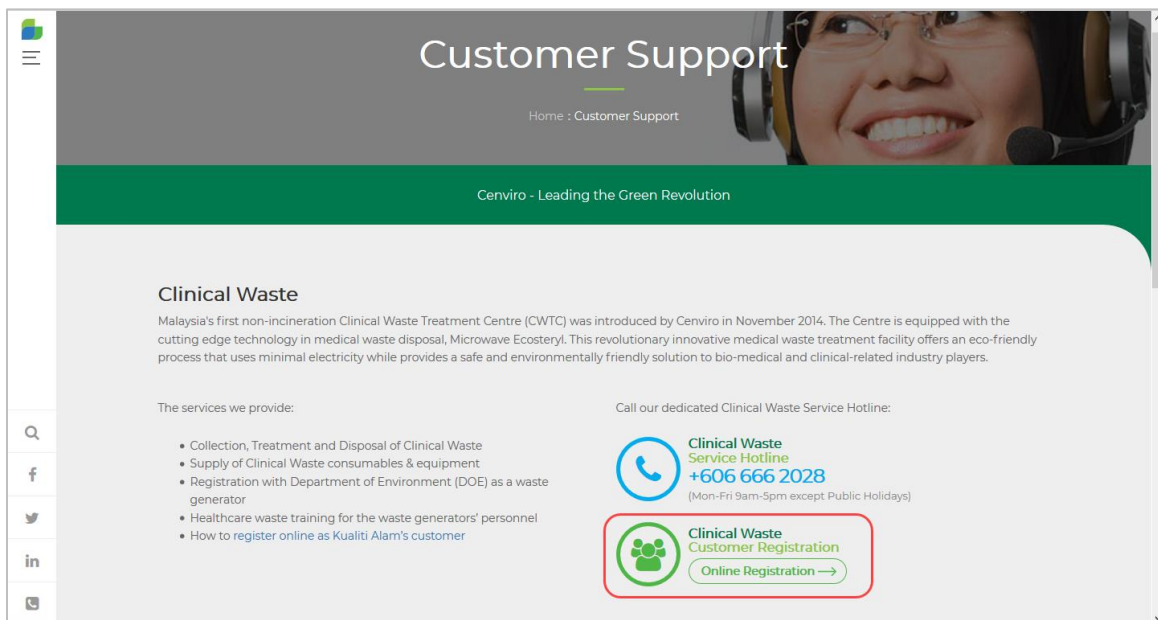 Customer Support
Home : Customer Support
Cenviro - Leading the Green Revolution
Clinical Waste
Malaysia's first non-incineration Clinical Waste Treatment Centre (CWTC) was introduced by Cenviro in November 2014. The Centre is equipped with the
cutting edge technology in medical waste disposal, Microwave Ecosteryl. This revolutionary innovative medical waste treatment facility offers an eco-friendly
process that uses minimal electricity while provides a safe and environmentally friendly solution to bio-medical and clinical-related industry players.
The services we provide:
• Collection, Treatment and Disposal of Clinical Waste
• Supply of Clinical Waste consumables & equipment
• Registration with Department of Environment (DOE) as a waste
generator
• Healthcare waste training for the waste generators' personnel
• How to register online as Kualiti Alam's customer
Call our dedicated Clinical Waste Service Hotline:
Clinical Waste
Service Hotline
+606 666 2028
(Mon-Fri 9am-5pm except Public Holidays)
Clinical Waste
Customer Registration
Online Registration →